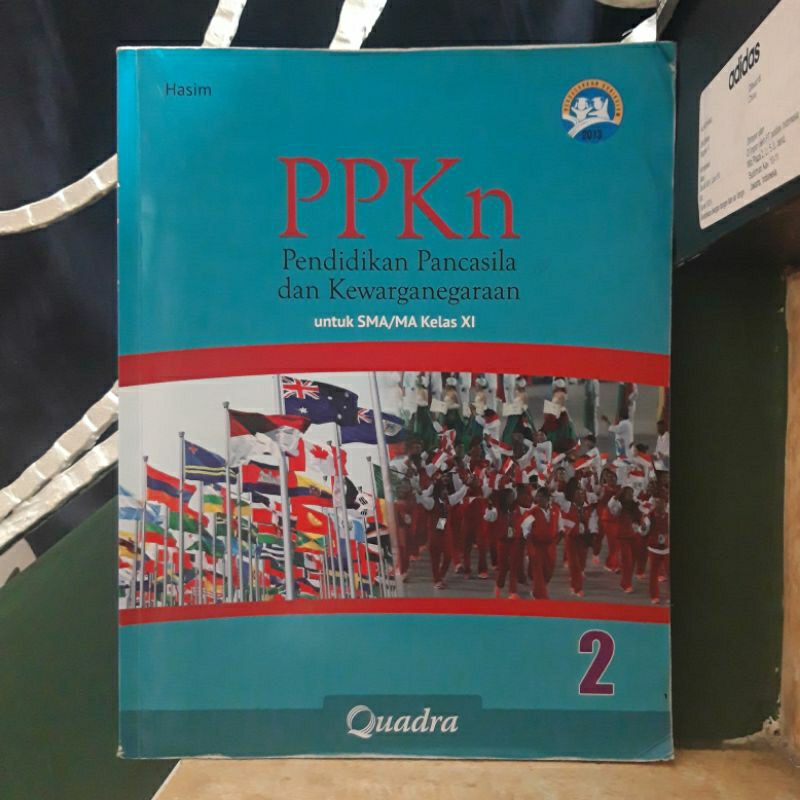 Hasim
2013
PPKn
Pendidikan Pancasila
dan Kewarganegaraan
untuk SMA/MA Kelas XI
2
Quadra
adidas